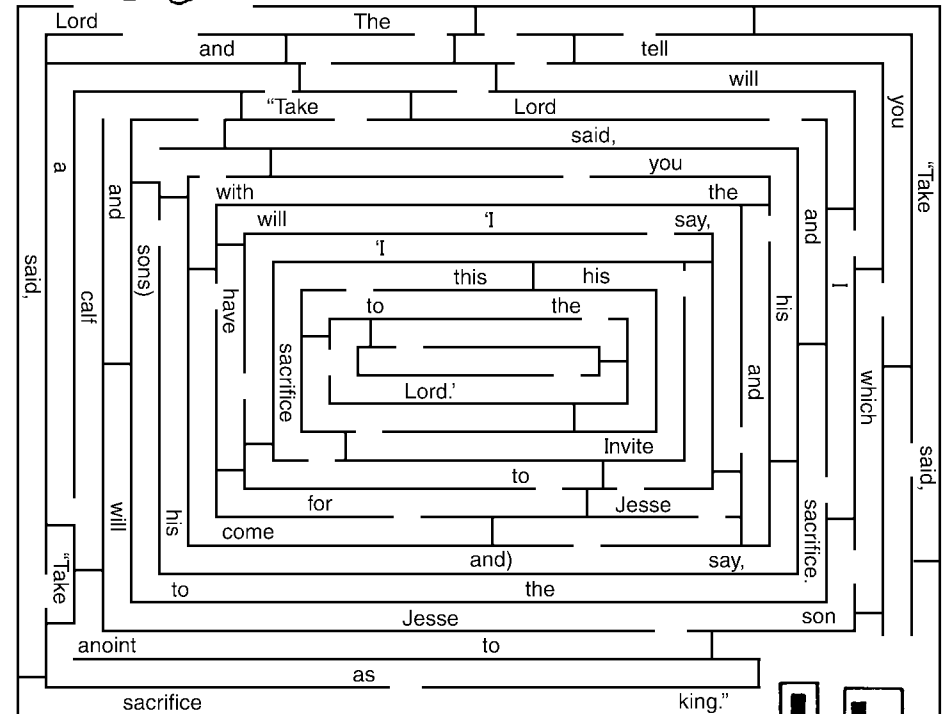 Lord The
and tell
will
"Take Lord
said,
you
with the
will 'I say,
'I
this his
to the
Lord.'
Invite
to
for Jesse
come
and) say,
to the
Jesse son
anoint to
as
sacrifice king."
said,
a
"Take
calf
and
will
sons)
his
have
sacrifice
and
his
and
sacrifice.
I
which
you
"Take
said,